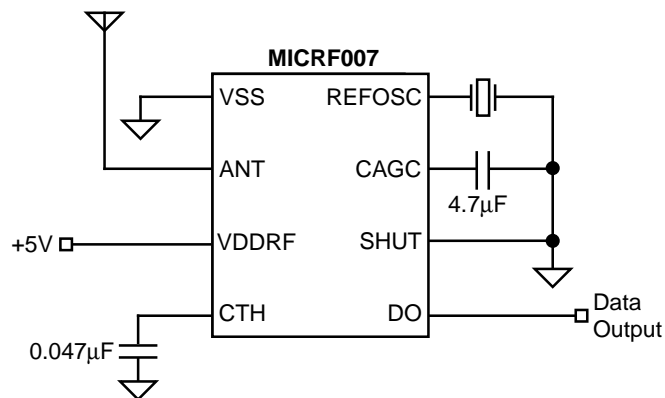 MICRF007
VSS REFOSC
ANT CAGC
4.7μF
+5V VDDRF SHUT
CTH DO Data
Output
0.047μF